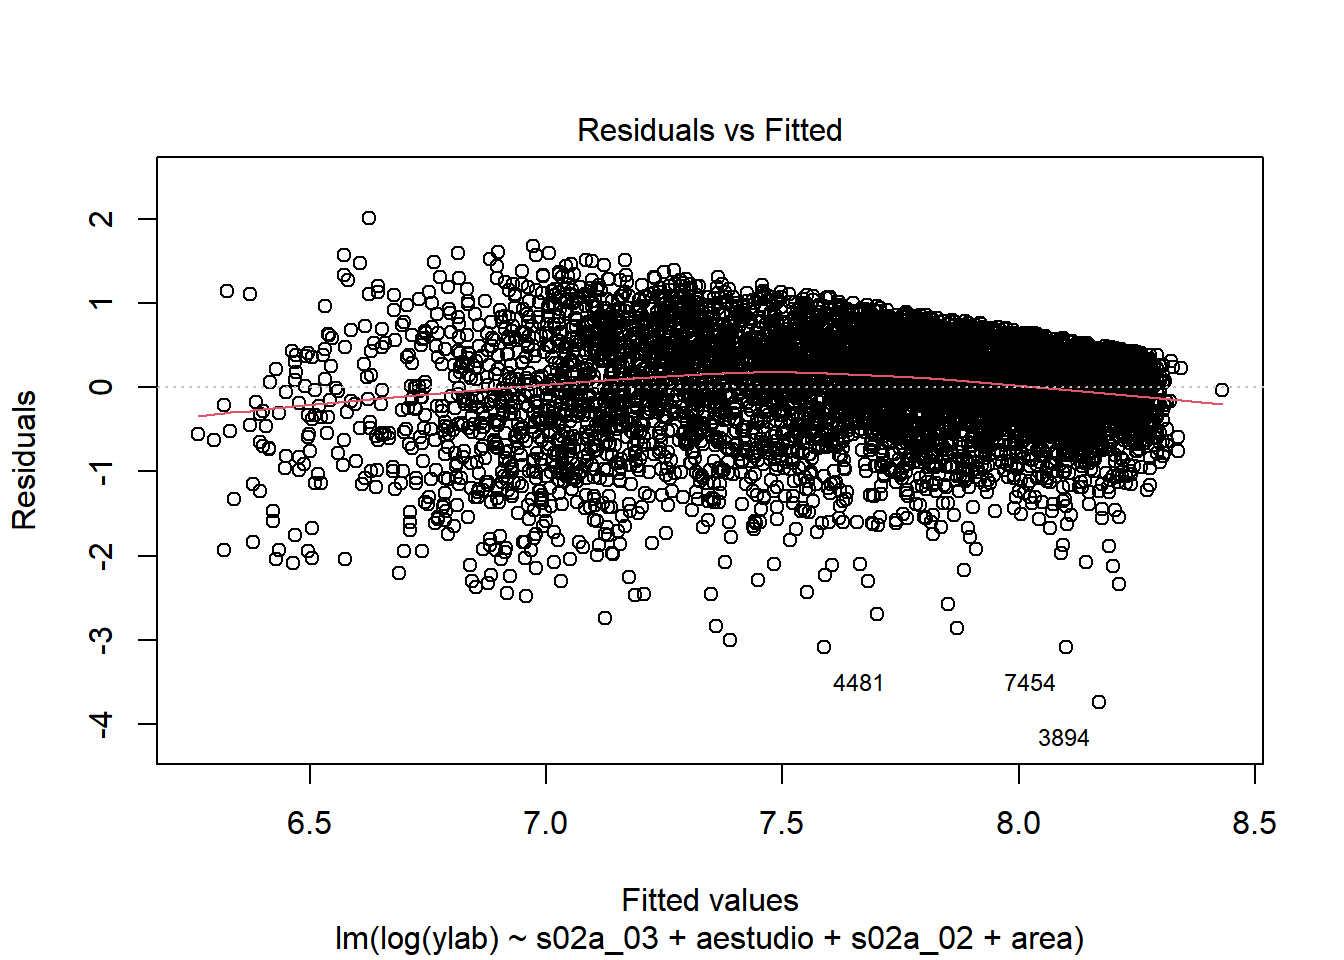 Residuals vs Fitted
Residuals
2
1
0
-1
-2
-3
-4
4481
7454
3894
6.5 7.0 7.5 8.0 8.5
Fitted values
lm(log(ylab) ~ s02a_03 + aestudio + s02a_02 + area)